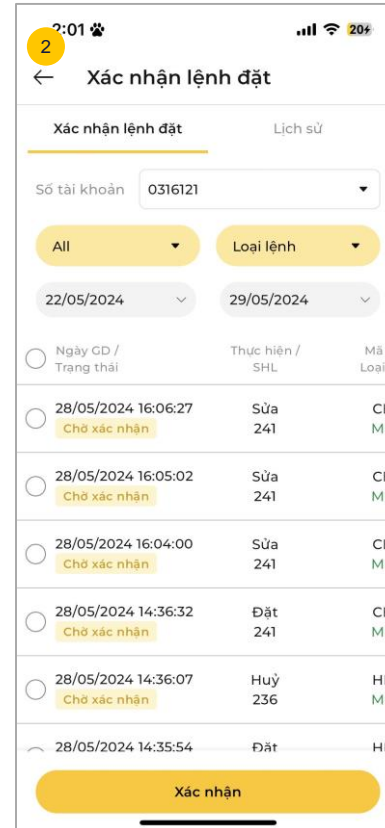 2:01
204
2
Xác nhận lệnh đặt
Xác nhận lệnh đặt Lịch sử
Số tài khoản 0316121
All Loại lệnh
22/05/2024 29/05/2024
Ngày GD / Thực hiện / Mã
Trạng thái SHL Loại
28/05/2024 16:06:27 Sửa
Chờ xác nhận 241 M
28/05/2024 16:05:02 Sửa
Chờ xác nhận 241 M
28/05/2024 16:04:00 Sửa
Chờ xác nhận 241 M
28/05/2024 14:36:32 Đặt
Chờ xác nhận 241 M
28/05/2024 14:36:07 Huỷ
Chờ xác nhận 236 M
28/05/2024 14:35:54 Đặt
Xác nhận